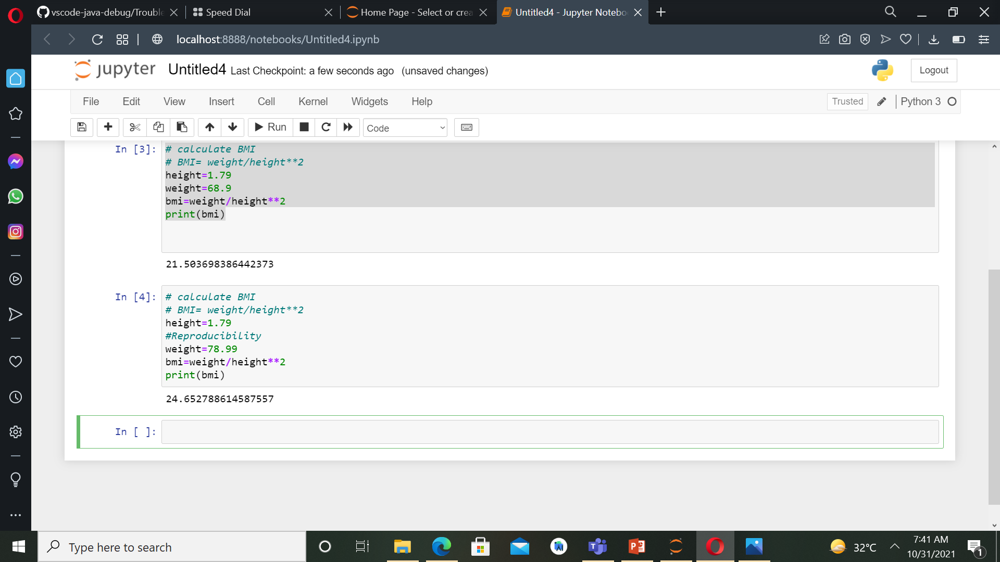 vscode-java-debug/Trouble
Speed Dial
Home Page - Select or crea
Untitled4 - Jupyter Notebo
localhost:8888/notebooks/Untitled4.ipynb
jupyter Untitled4 Last Checkpoint: a few seconds ago (unsaved changes)
Logout
File Edit View Insert Cell Kernel Widgets Help
Trusted
Python 3
Run
Code
In [3]:
# calculate BMI
# BMI= weight/height**2
height=1.79
weight=68.9
bmi=weight/height**2
print(bmi)
21.503698386442373
In [4]:
# calculate BMI
# BMI= weight/height**2
height=1.79
#Reproducibility
weight=78.99
bmi=weight/height**2
print(bmi)
24.652788614587557
In [ ]:
Type here to search
32°C
7:41 AM
10/31/2021
1